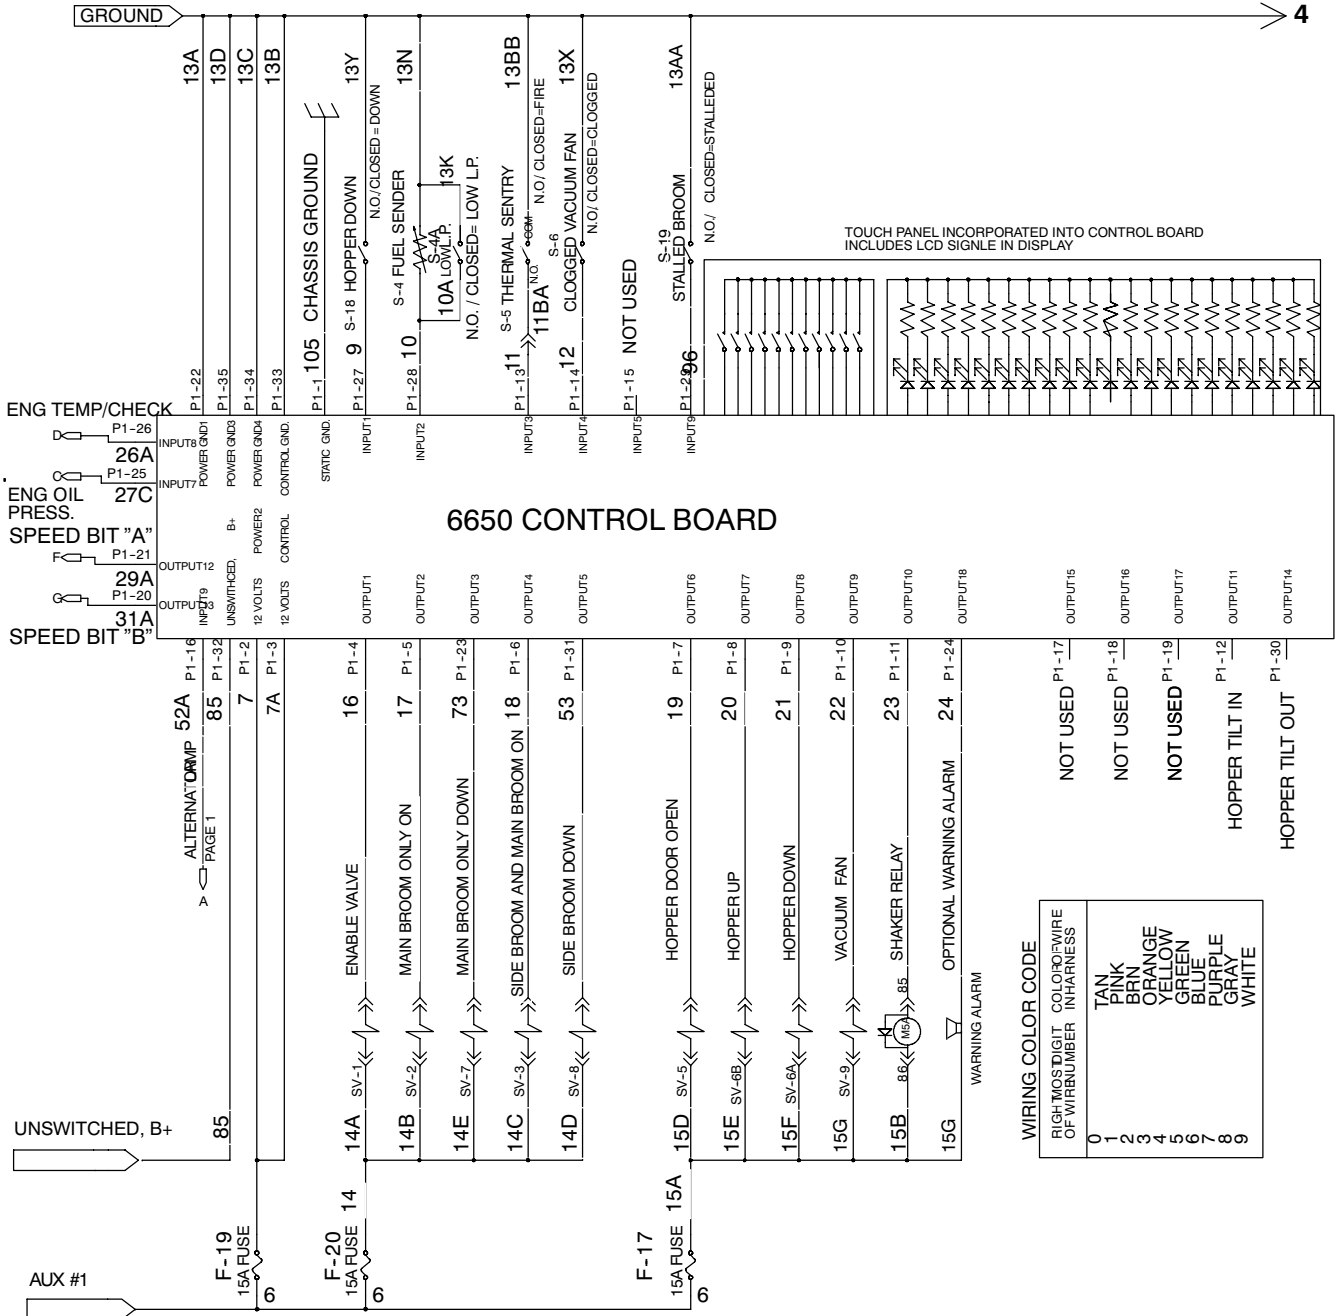 GROUND
4
13A
13D
13C
13B
13Y
13N
13BB
13X
13AA
N.O./CLOSED = DOWN
13K
N.O./ CLOSED=FIRE
N.O./ CLOSED=CLOGGED
N.O./ CLOSED=STALLEDED
105 CHASSIS GROUND
9 S-18 HOPPER DOWN
S-4 FUEL SENDER
10
S-4A
LOW L.P.
10A
N.O. / CLOSED= LOW L.P.
S-5 THERMAL SENTRY
COM
N.O.
11
11BA
S-6
CLOGGED VACUUM FAN
12
NOT USED
S-19
STALLED BROOM
96
TOUCH PANEL INCORPORATED INTO CONTROL BOARD
INCLUDES LCD SIGNLE IN DISPLAY
P1-22
P1-35
P1-34
P1-33
P1-1
P1-27
P1-28
P1-13
P1-14
P1-15
P1-29
ENG TEMP/CHECK
D
P1-26
26A
INPUT8
C
P1-25
27C
INPUT7
ENG OIL
PRESS.
SPEED BIT "A"
F
P1-21
29A
OUTPUT12
G
P1-20
31A
OUTPUT13
SPEED BIT "B"
POWER GND1
POWER GND3
POWER GND4
CONTROL GND.
STATIC GND.
INPUT1
INPUT2
INPUT3
INPUT4
INPUT5
INPUT9
6650 CONTROL BOARD
INPUT9
UNSWITHCED, B+
12 VOLTS POWER2
12 VOLTS CONTROL
OUTPUT1
OUTPUT2
OUTPUT3
OUTPUT4
OUTPUT5
OUTPUT6
OUTPUT7
OUTPUT8
OUTPUT9
OUTPUT10
OUTPUT18
OUTPUT15
OUTPUT16
OUTPUT17
OUTPUT11
OUTPUT14
P1-16
P1-32
P1-2
P1-3
P1-4
P1-5
P1-23
P1-6
P1-31
P1-7
P1-8
P1-9
P1-10
P1-11
P1-24
P1-17
P1-18
P1-19
P1-12
P1-30
52A
85
7
7A
16
17
73
18
53
19
20
21
22
23
24
NOT USED
NOT USED
NOT USED
HOPPER TILT IN
HOPPER TILT OUT
ALTERNATOR
PAGE 1
A
ENABLE VALVE
MAIN BROOM ONLY ON
MAIN BROOM ONLY DOWN
SIDE BROOM AND MAIN BROOM ON
SIDE BROOM DOWN
HOPPER DOOR OPEN
HOPPER UP
HOPPER DOWN
VACUUM FAN
SHAKER RELAY
OPTIONAL WARNING ALARM
85
M5A
86
WARNING ALARM
SV-1
SV-2
SV-7
SV-3
SV-8
SV-5
SV-6B
SV-6A
SV-9
14A
14B
14E
14C
14D
15D
15E
15F
15G
15B
15G
WIRING COLOR CODE
RIGHTMOST DIGIT
OF WIRE NUMBER
COLOR OF WIRE
IN HARNESS
0 TAN
1 PINK
2 BRN
3 ORANGE
4 YELLOW
5 GREEN
6 BLUE
7 PURPLE
8 GRAY
9 WHITE
UNSWITCHED, B+
85
14
15A
F-19
15A FUSE
6
F-20
15A FUSE
6
F-17
15A FUSE
6
AUX #1